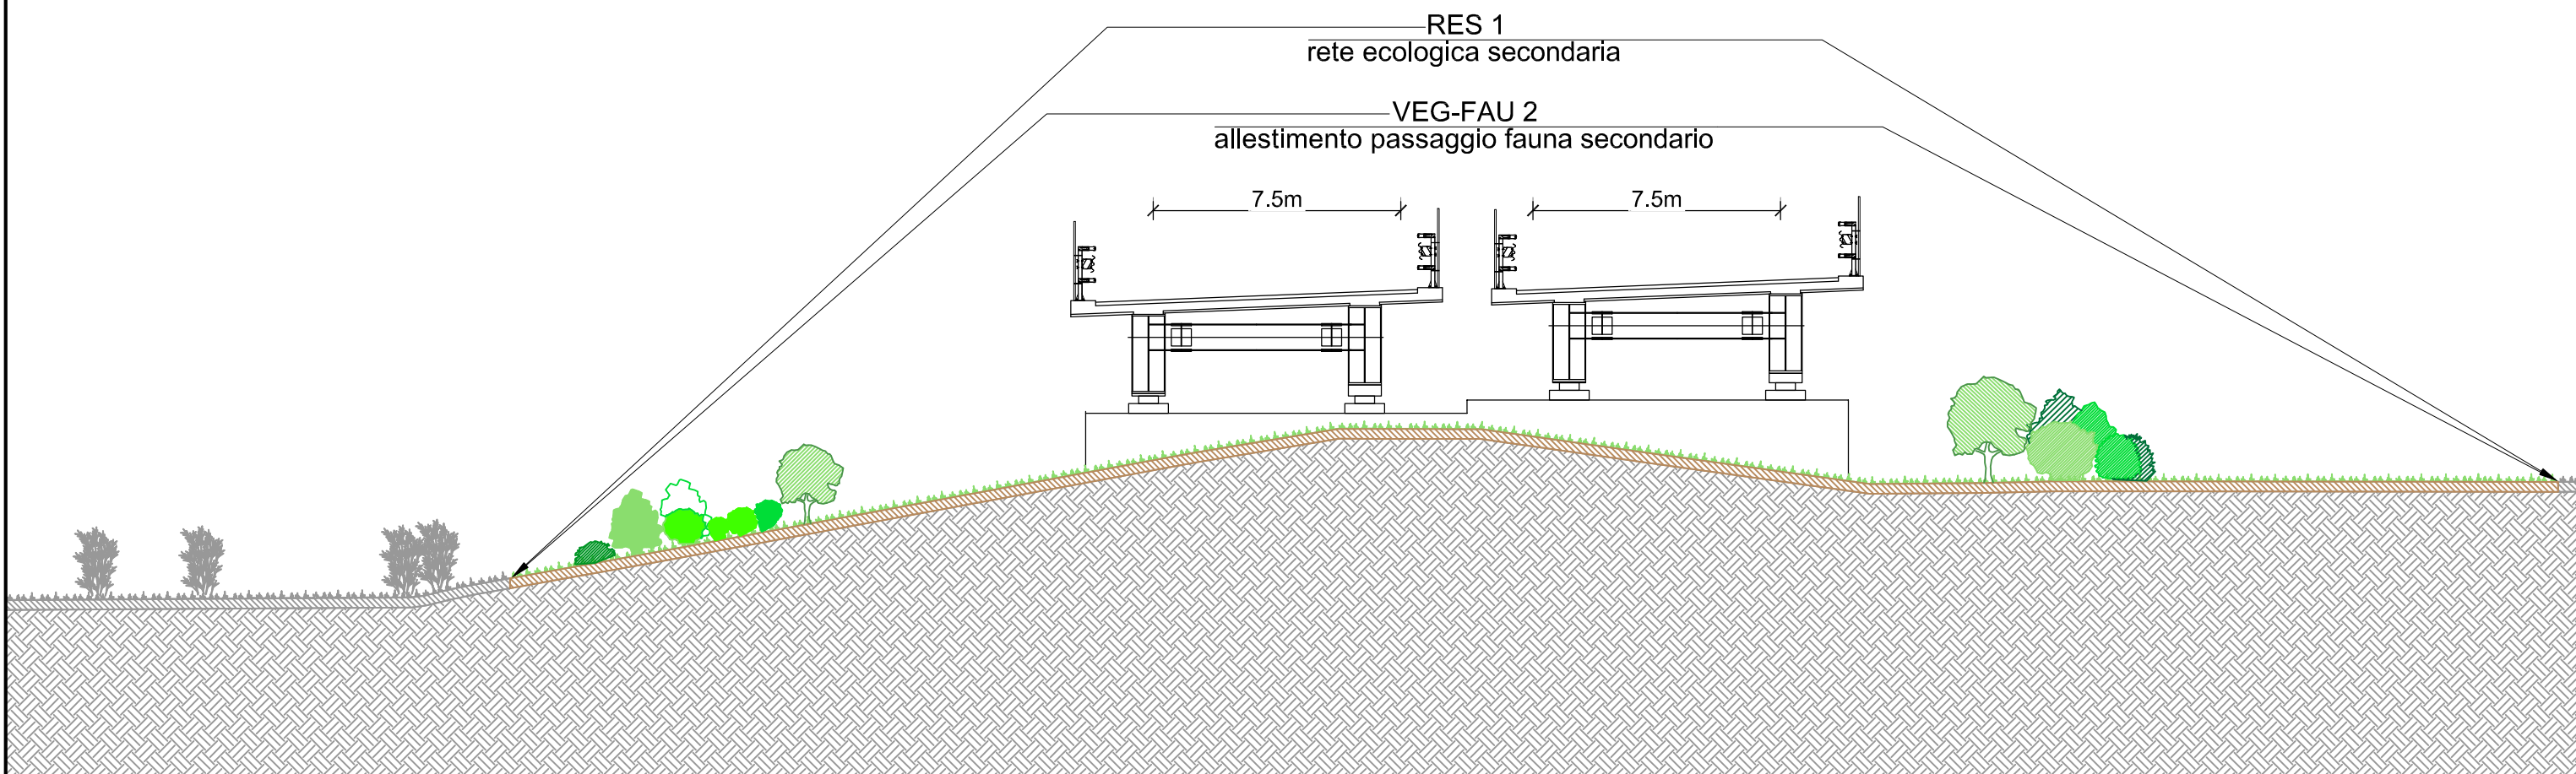 RES 1
rete ecologica secondaria
VEG-FAU 2
allestimento passaggio fauna secondario
7.5m 7.5m